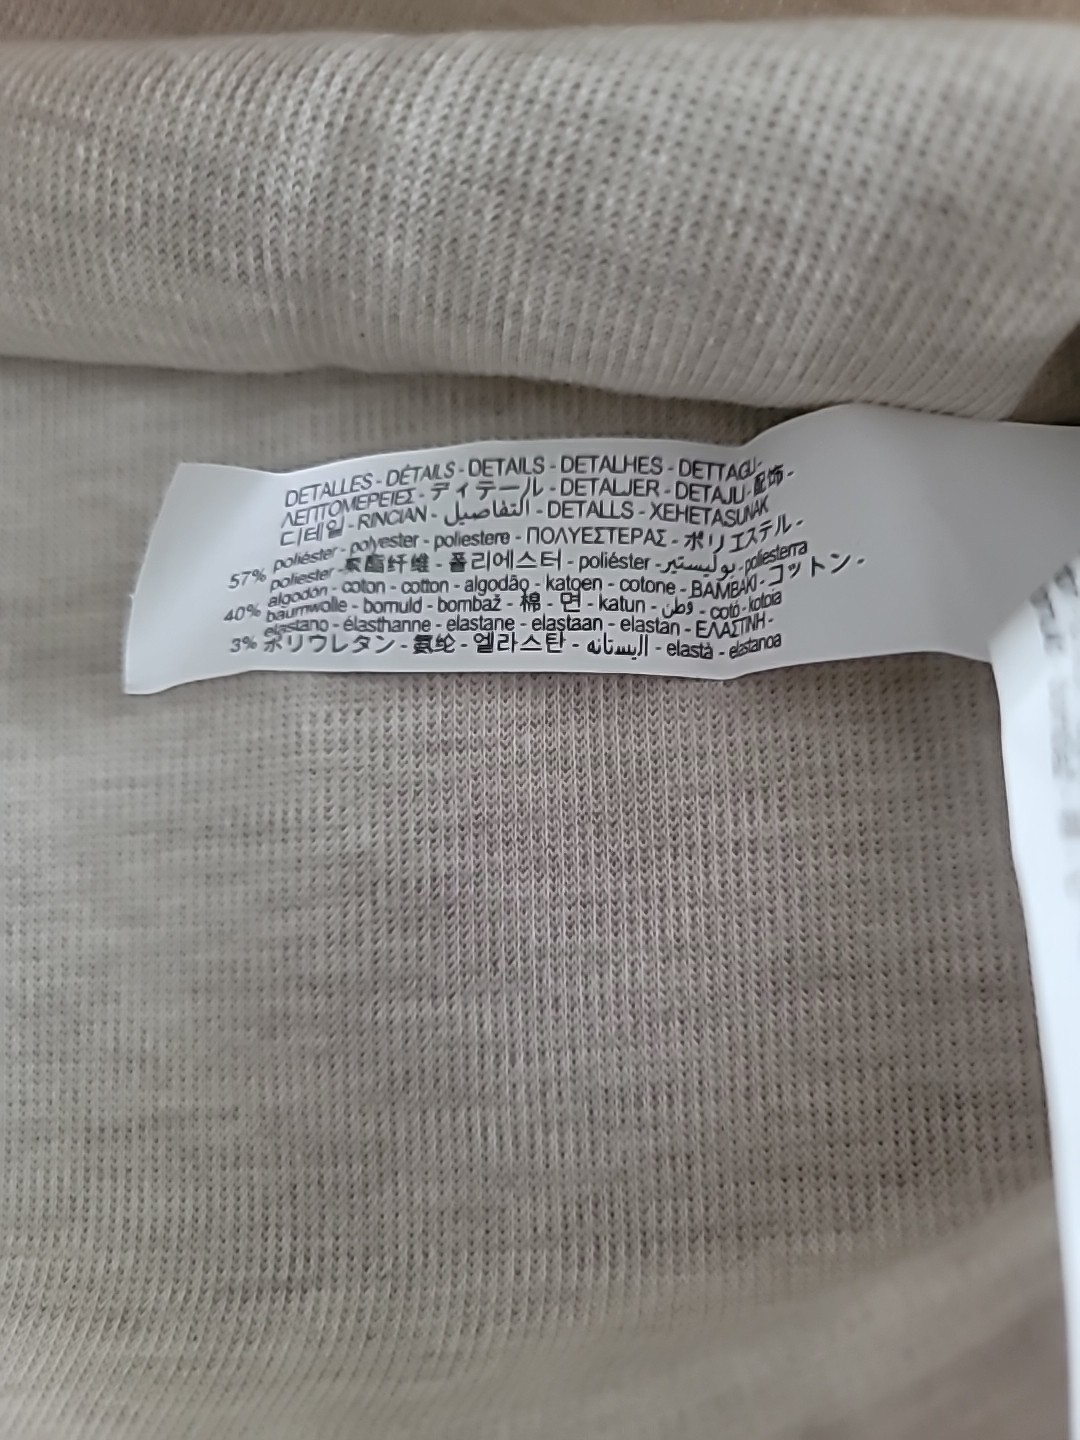 DETALLES - DÉTAILS - DETAILS - DETALHES - DETTAGLI -
ΛΕΠΤΟΜΕΡΕΙΕΣ - ディテール - DETALJER - DETAJLI - 配饰 -
디테일 - RINCIAN - التفاصيل - DETALLS - XEHETASUNAK
57% poliéster - polyester - poliestere - ΠΟΛΥΕΣΤΕΡΑΣ - ポリエステル -
poliester - 聚酯纤维 - 폴리에스터 - poliéster - بوليستير - poliesterra
40% algodón - coton - cotton - algodão - katoen - cotone - BAMBAKI - コットン -
baumwolle - bomuld - bombaž - 棉 - 면 - katun - قطن - cotó - kotoia
3% elastano - élasthanne - elastane - elastaan - elastan - ΕΛΑΣΤΙΝΗ -
ポリウレタン - 氨纶 - 엘라스탄 - اليستانه - elastà - elastanoa